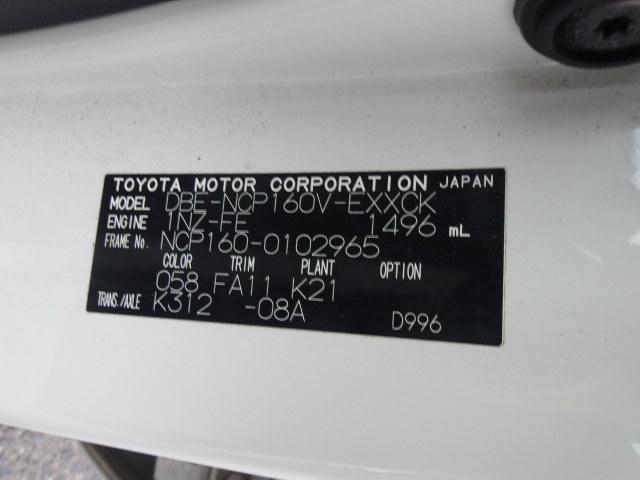 TOYOTA MOTOR CORPORATION JAPAN
MODEL DBE-NCP160V-EXXCK
ENGINE 1NZ-FE 1496 mL
FRAME No. NCP160-0102965
COLOR TRIM PLANT OPTION
058 FA11 K21
TRANS./AXLE K312 -08A
D996